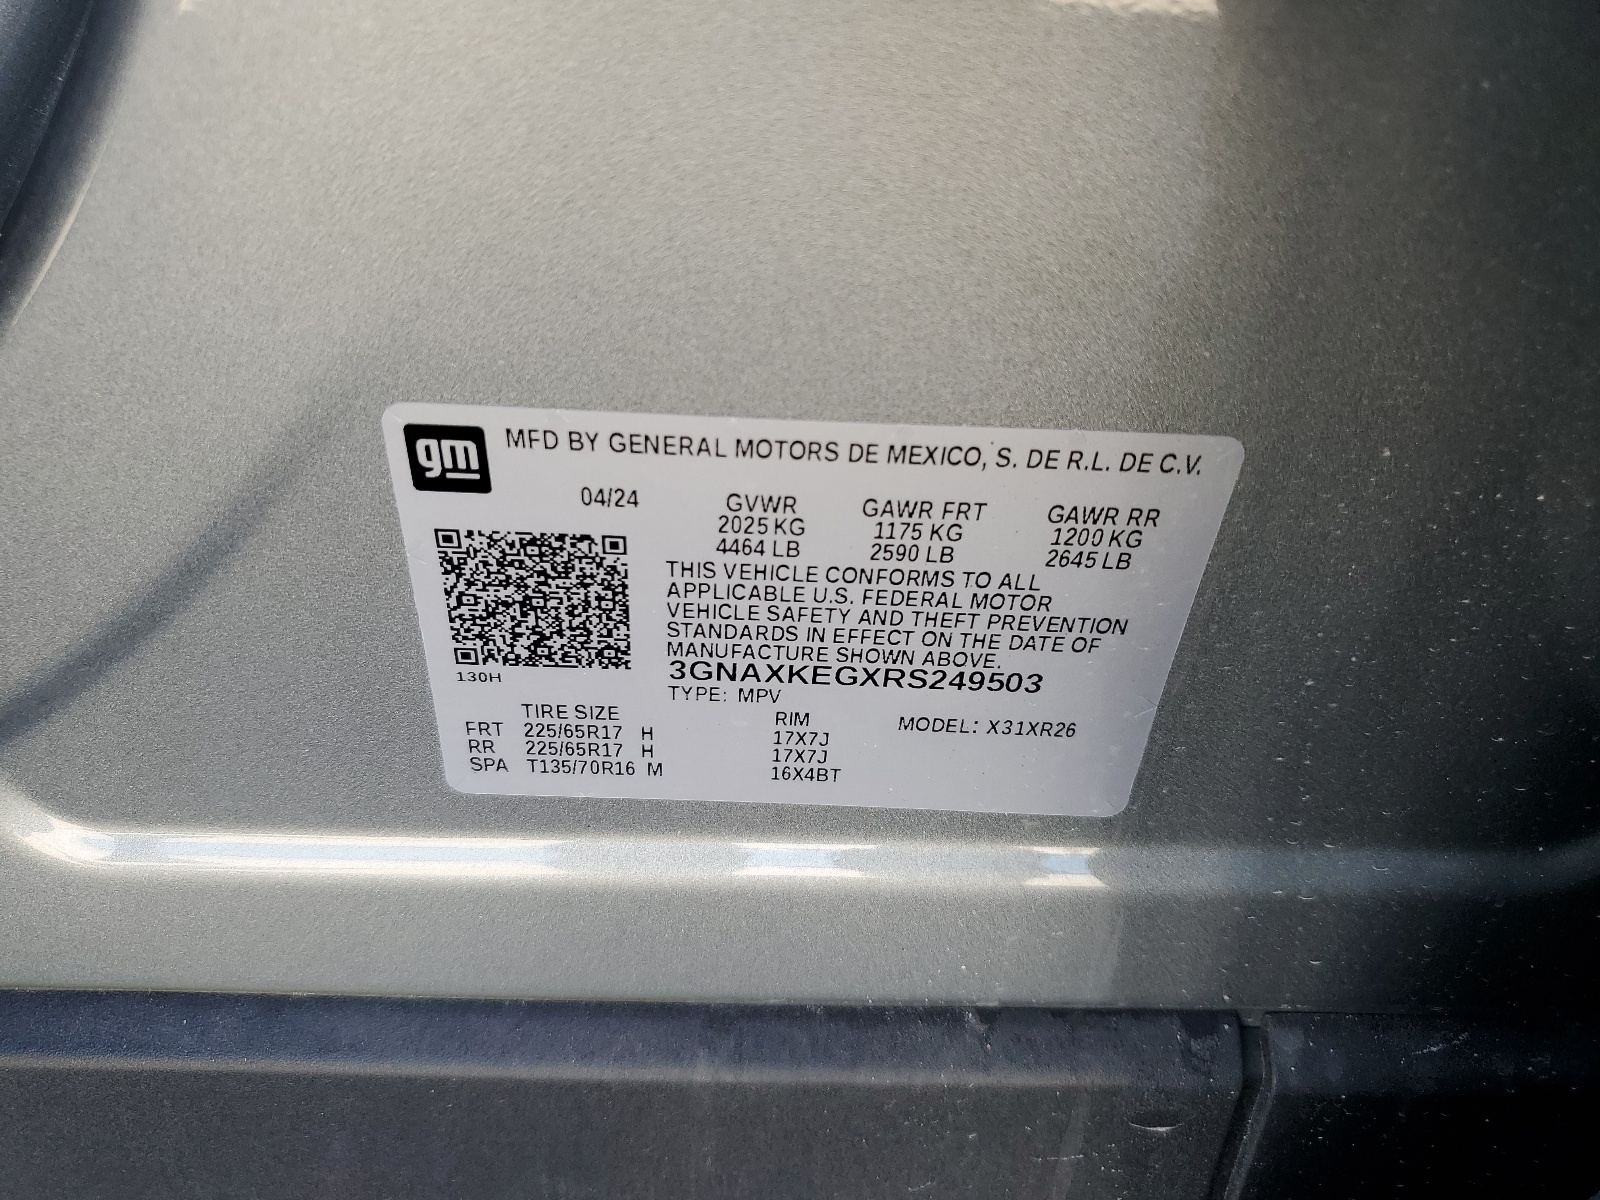 gm
MFD BY GENERAL MOTORS DE MEXICO, S. DE R.L. DE C.V.
04/24 GVWR GAWR FRT GAWR RR
2025 KG 1175 KG 1200 KG
4464 LB 2590 LB 2645 LB
THIS VEHICLE CONFORMS TO ALL
APPLICABLE U.S. FEDERAL MOTOR
VEHICLE SAFETY AND THEFT PREVENTION
STANDARDS IN EFFECT ON THE DATE OF
MANUFACTURE SHOWN ABOVE.
130H
3GNAXKEGXRS249503
TYPE: MPV
TIRE SIZE RIM MODEL: X31XR26
FRT 225/65R17 H 17X7J
RR 225/65R17 H 17X7J
SPA T135/70R16 M 16X4BT